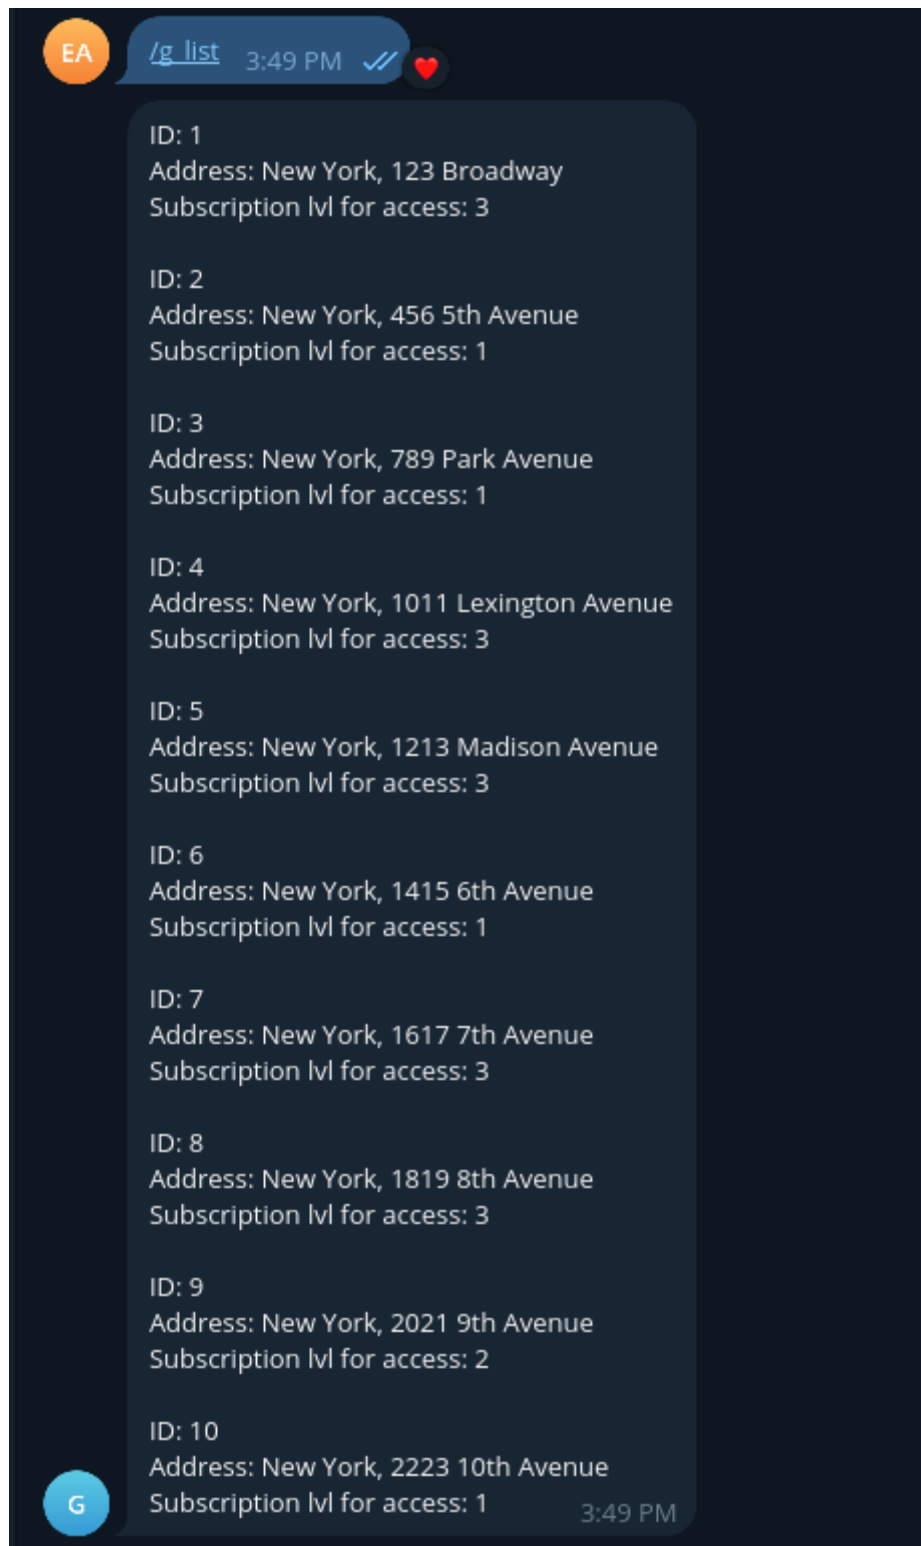 EA
/g_list 3:49 PM
ID: 1
Address: New York, 123 Broadway
Subscription lvl for access: 3
ID: 2
Address: New York, 456 5th Avenue
Subscription lvl for access: 1
ID: 3
Address: New York, 789 Park Avenue
Subscription lvl for access: 1
ID: 4
Address: New York, 1011 Lexington Avenue
Subscription lvl for access: 3
ID: 5
Address: New York, 1213 Madison Avenue
Subscription lvl for access: 3
ID: 6
Address: New York, 1415 6th Avenue
Subscription lvl for access: 1
ID: 7
Address: New York, 1617 7th Avenue
Subscription lvl for access: 3
ID: 8
Address: New York, 1819 8th Avenue
Subscription lvl for access: 3
ID: 9
Address: New York, 2021 9th Avenue
Subscription lvl for access: 2
ID: 10
Address: New York, 2223 10th Avenue
Subscription lvl for access: 1
3:49 PM
G